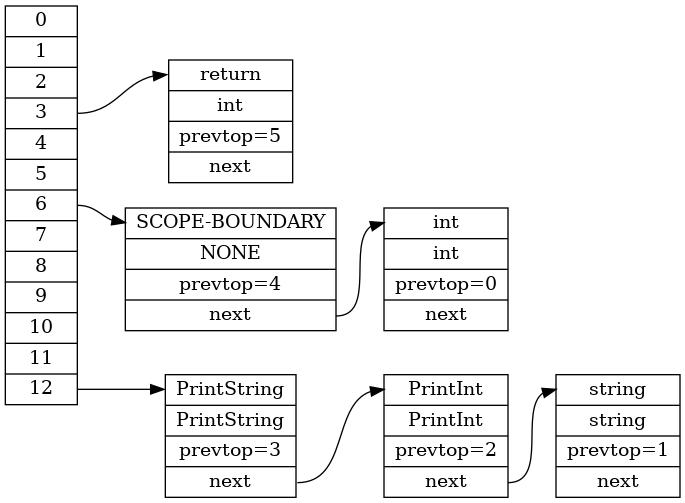 0
1
2
3
4
5
6
7
8
9
10
11
12
return
int
prevtop=5
next
SCOPE-BOUNDARY
NONE
prevtop=4
next
int
int
prevtop=0
next
PrintString
PrintString
prevtop=3
next
PrintInt
PrintInt
prevtop=2
next
string
string
prevtop=1
next